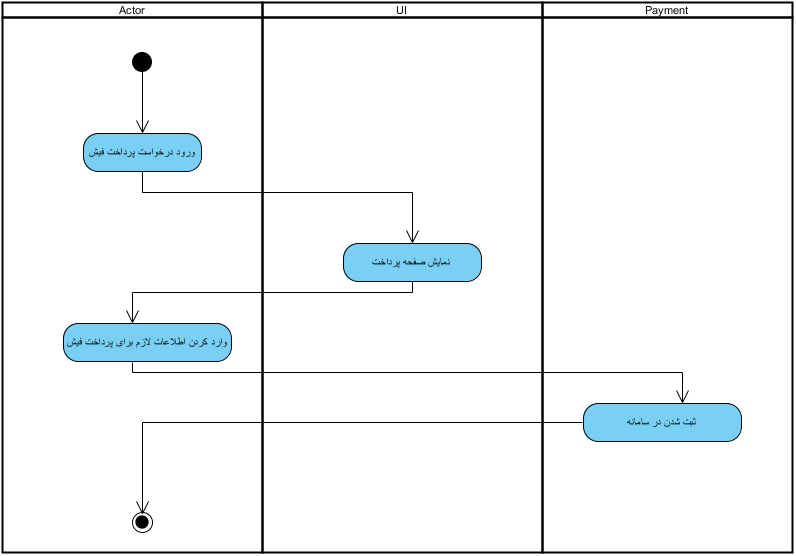 Actor
UI
Payment
ورود درخواست پرداخت فیش
نمایش صفحه پرداخت
وارد کردن اطلاعات لازم برای پرداخت فیش
ثبت شدن در سامانه